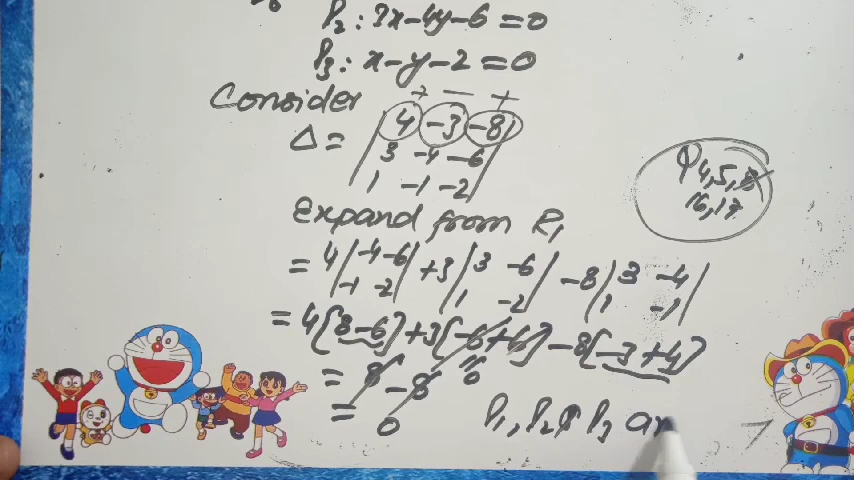 P₂ : 3x-4y-6 =0
P₃ : x-y-2 =0
Consider
+ - +
Δ = | 4 -3 -8 |
| 3 -4 -6 |
| 1 -1 -2 |
φ 4,5,8
16,17
Expand from R₁
= 4 | -4 -6 | +3 | 3 -6 | -8 | 3 -4 |
| -1 -2 | | 1 -2 | | 1 -1 |
= 4[8-6] +3[-6+6] -8[-3+4]
= 8 - 8 0
= 0
P₁, P₂ & P₃ ar